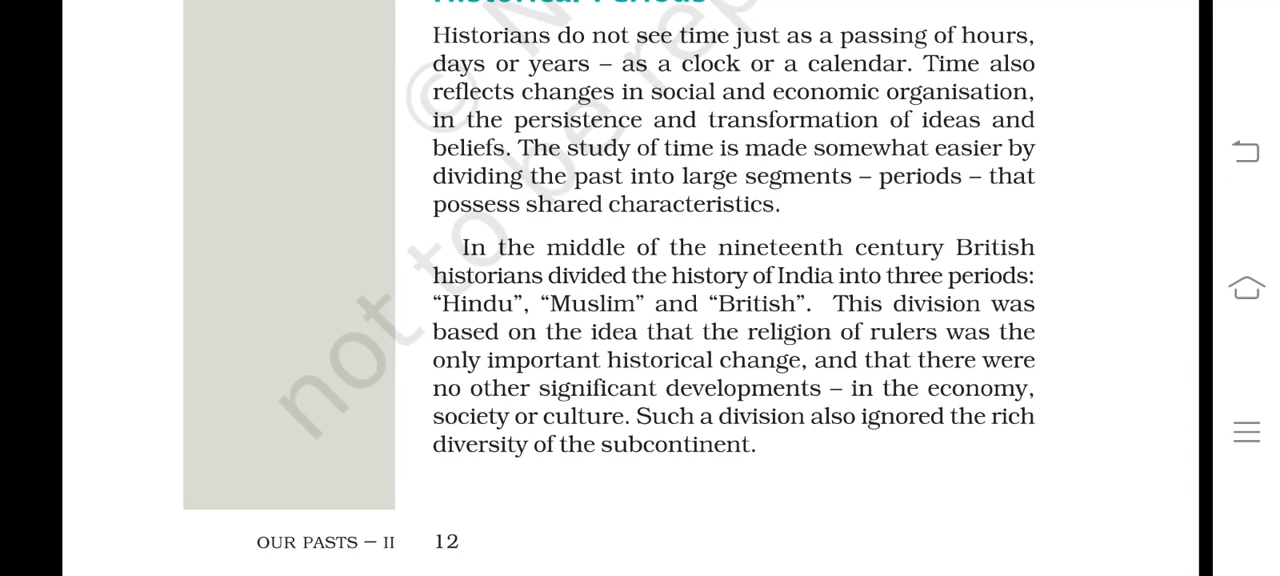 Historical Periods
Historians do not see time just as a passing of hours,
days or years – as a clock or a calendar. Time also
reflects changes in social and economic organisation,
in the persistence and transformation of ideas and
beliefs. The study of time is made somewhat easier by
dividing the past into large segments – periods – that
possess shared characteristics.
In the middle of the nineteenth century British
historians divided the history of India into three periods:
“Hindu”, “Muslim” and “British”. This division was
based on the idea that the religion of rulers was the
only important historical change, and that there were
no other significant developments – in the economy,
society or culture. Such a division also ignored the rich
diversity of the subcontinent.
OUR PASTS – II 12
© N
not to be rep